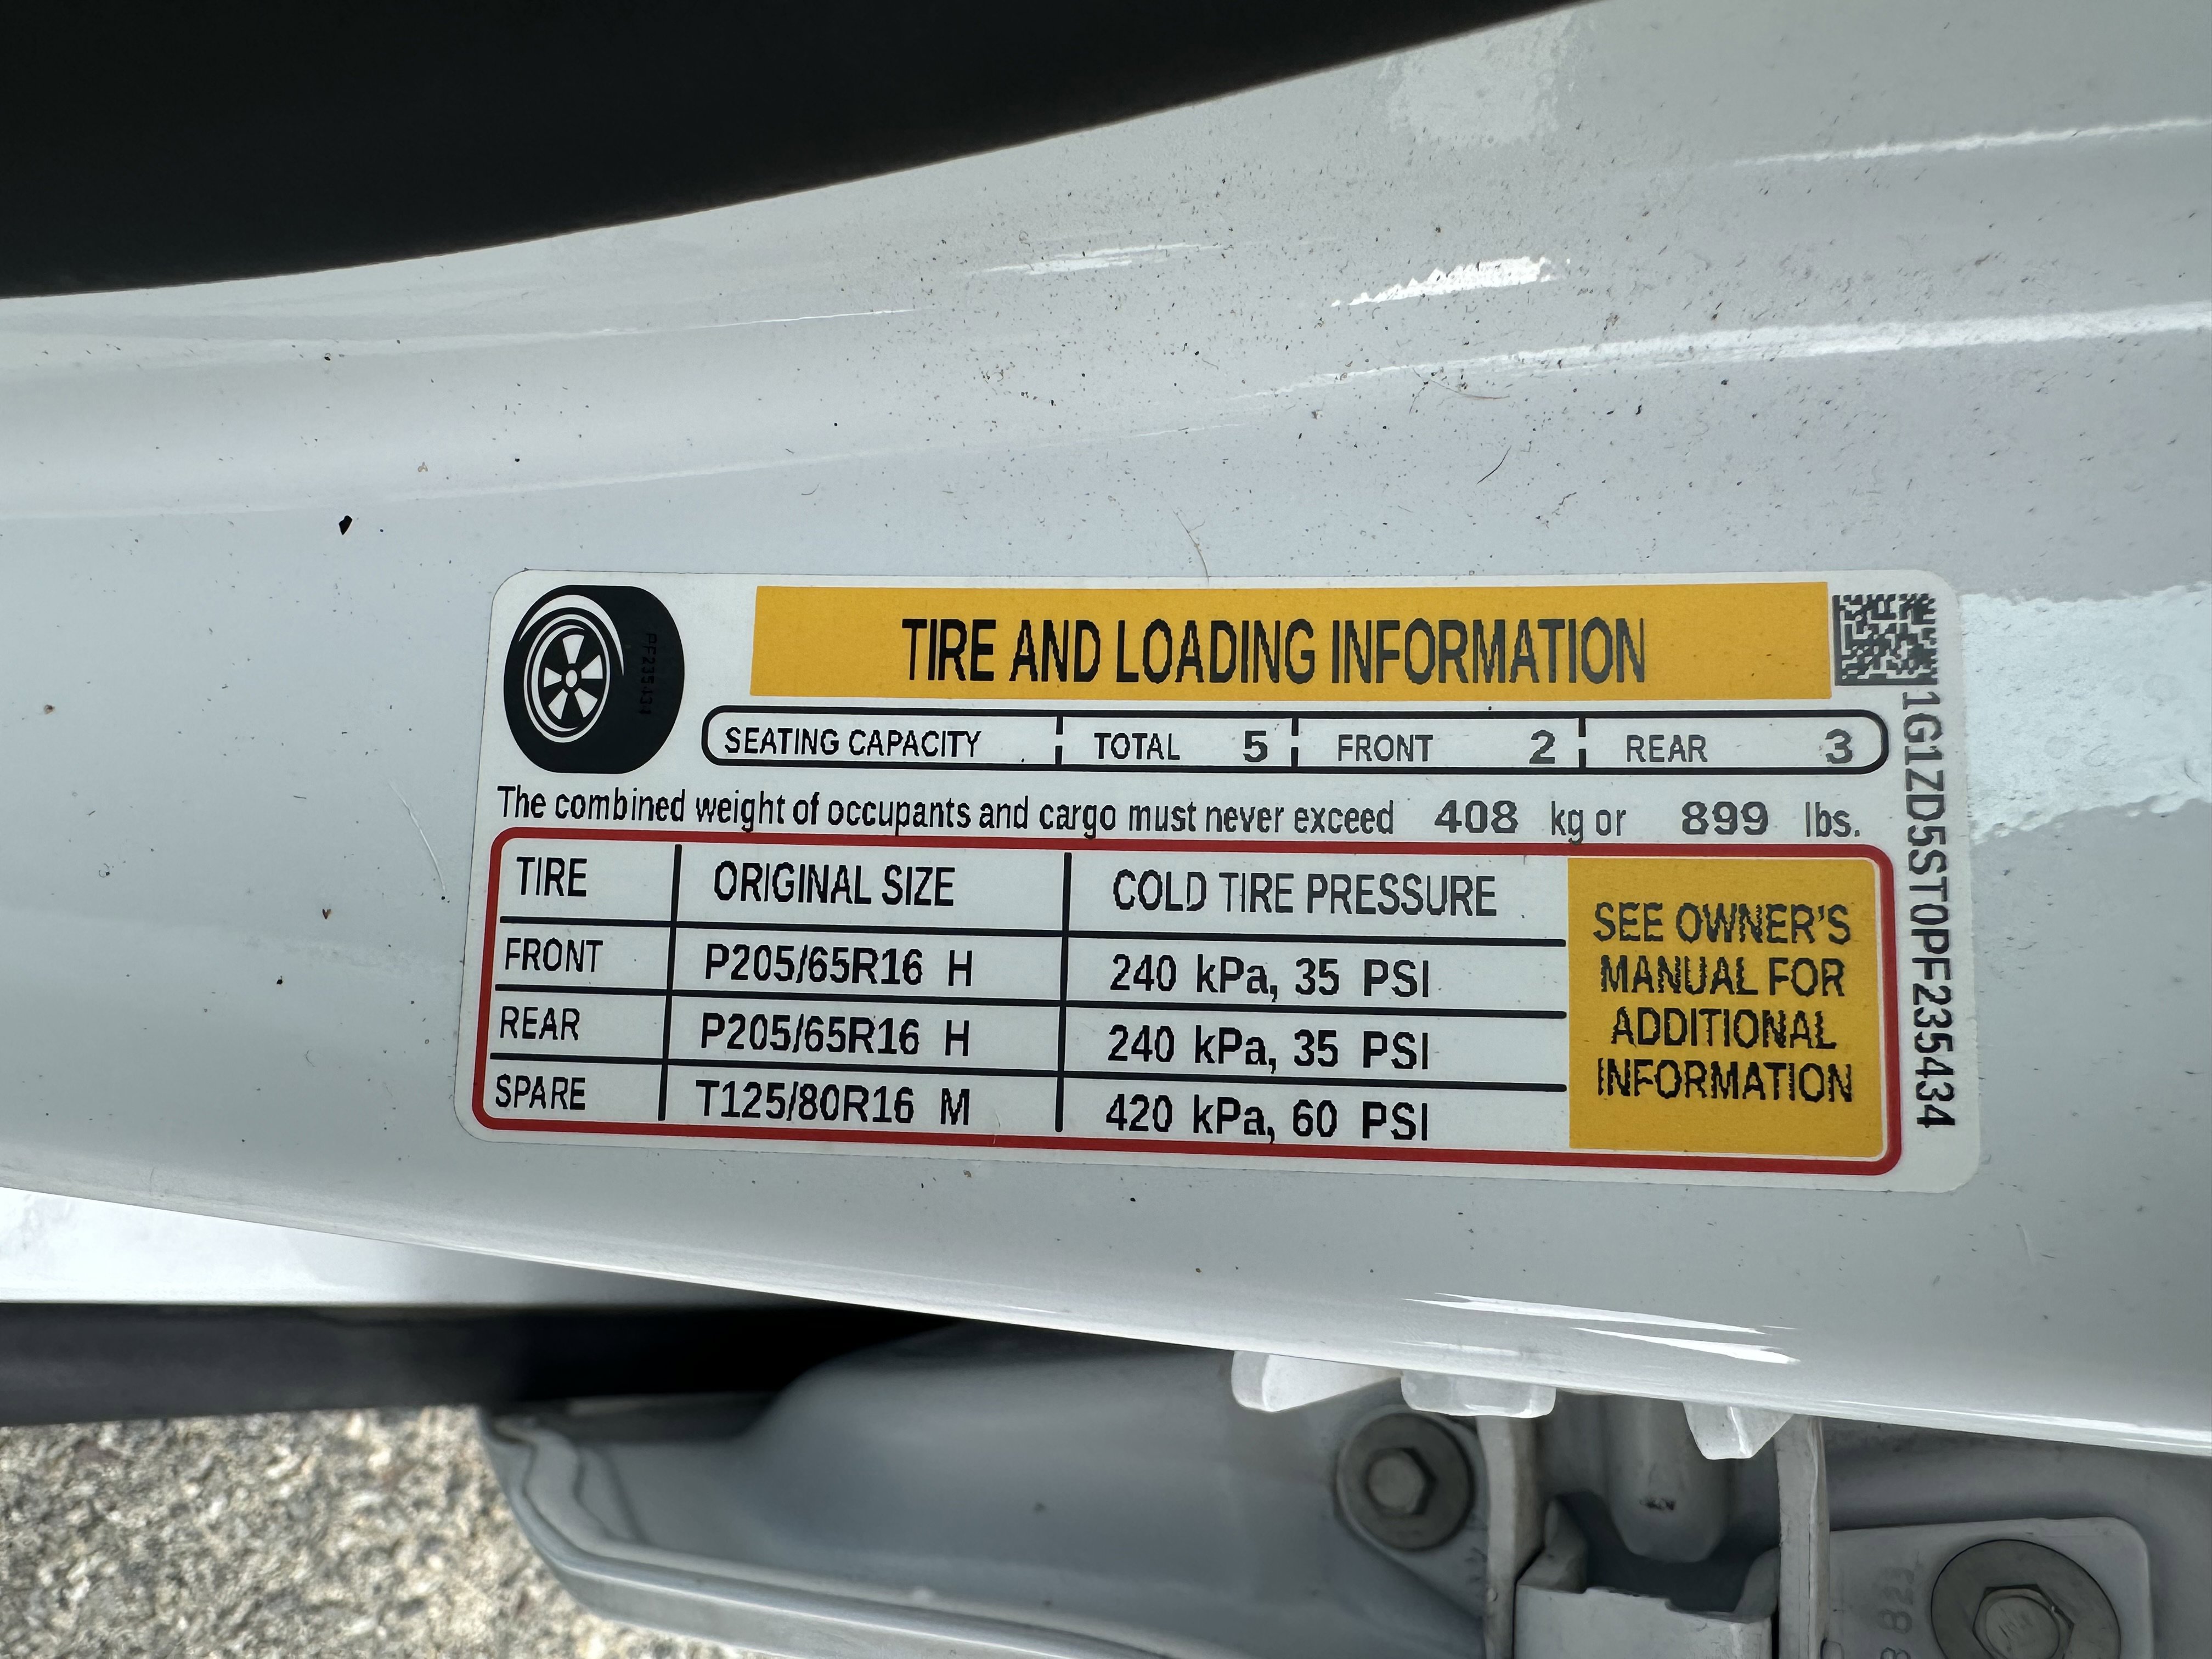 TIRE AND LOADING INFORMATION
PF235434
SEATING CAPACITY TOTAL 5 FRONT 2 REAR 3
The combined weight of occupants and cargo must never exceed 408 kg or 899 lbs.
TIRE ORIGINAL SIZE COLD TIRE PRESSURE
FRONT P205/65R16 H 240 kPa, 35 PSI
REAR P205/65R16 H 240 kPa, 35 PSI
SPARE T125/80R16 M 420 kPa, 60 PSI
SEE OWNER'S
MANUAL FOR
ADDITIONAL
INFORMATION
1G1ZD5ST0PF235434